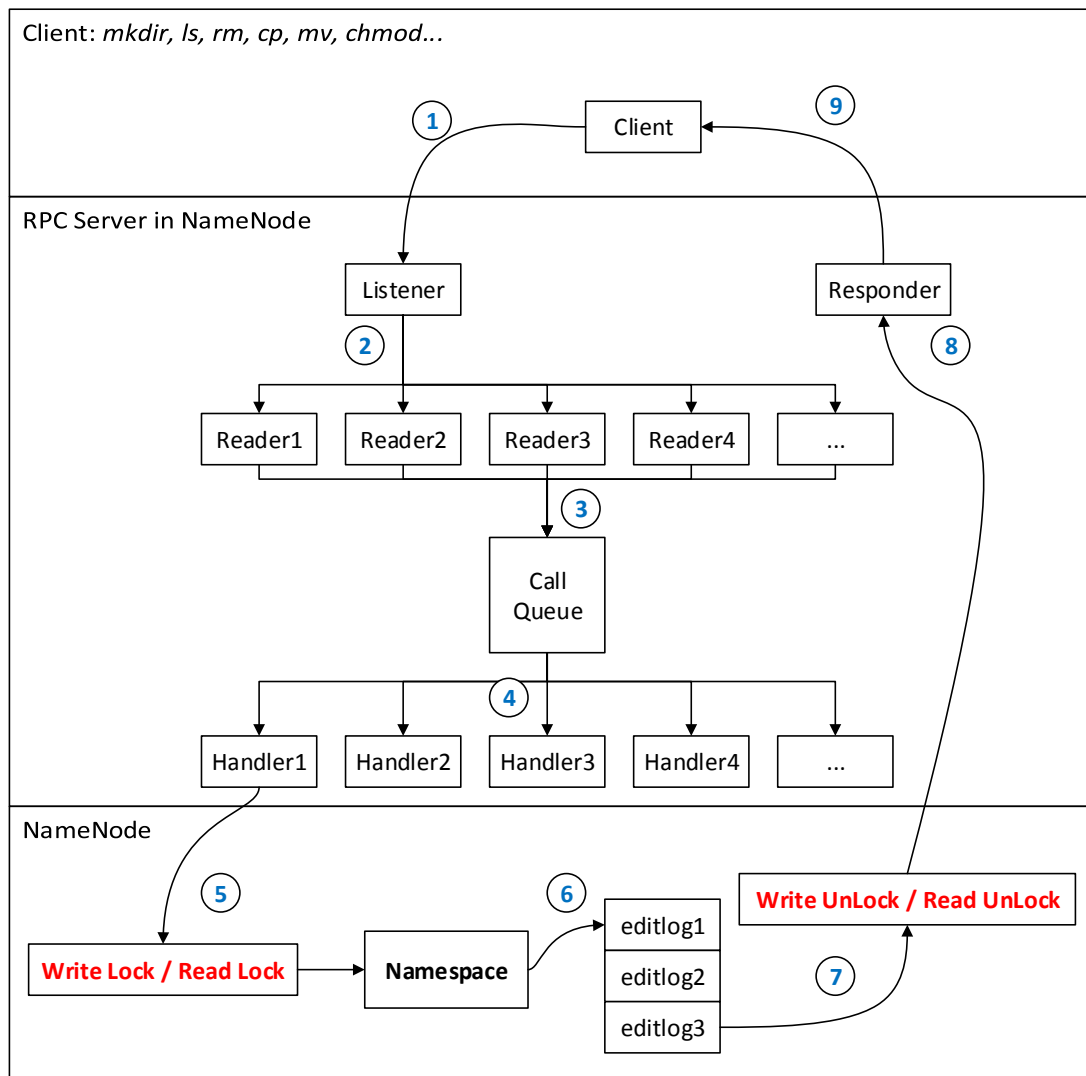 Client: mkdir, ls, rm, cp, mv, chmod...
1
9
Client
RPC Server in NameNode
Listener
Responder
2
8
Reader1
Reader2
Reader3
Reader4
...
3
Call
Queue
4
Handler1
Handler2
Handler3
Handler4
...
NameNode
5
6
Write UnLock / Read UnLock
editlog1
Write Lock / Read Lock
Namespace
editlog2
7
editlog3